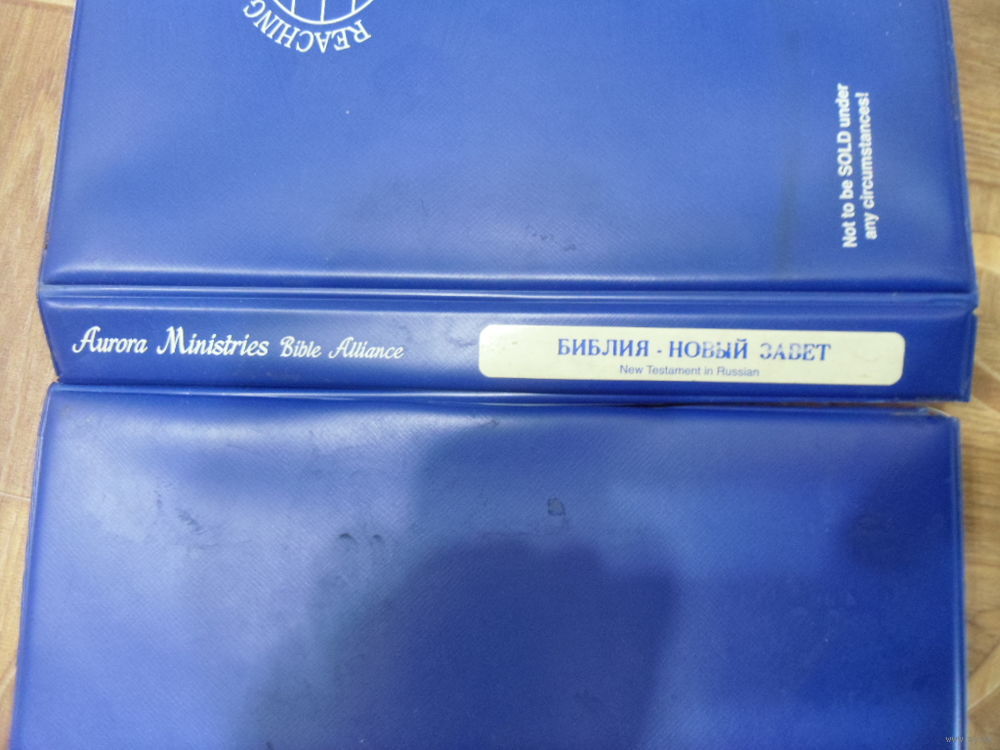 REACHING
Not to be SOLD under
any circumstances!
Aurora Ministries Bible Alliance
БИБЛИЯ - НОВЫЙ ЗАВЕТ
New Testament in Russian